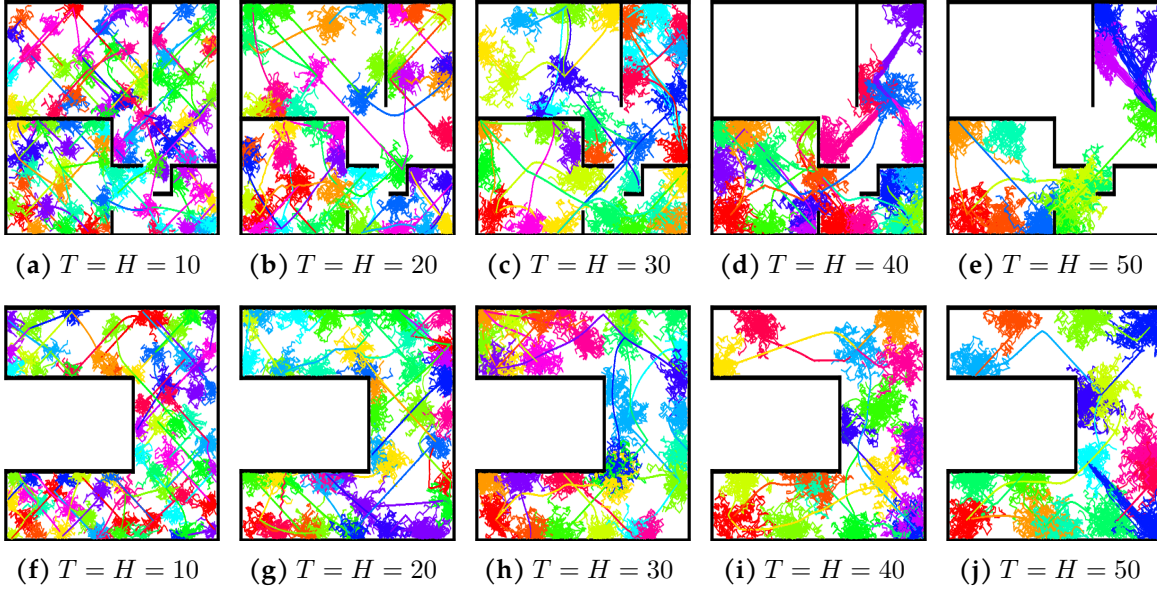 (a) T = H = 10
(b) T = H = 20
(c) T = H = 30
(d) T = H = 40
(e) T = H = 50
(f) T = H = 10
(g) T = H = 20
(h) T = H = 30
(i) T = H = 40
(j) T = H = 50